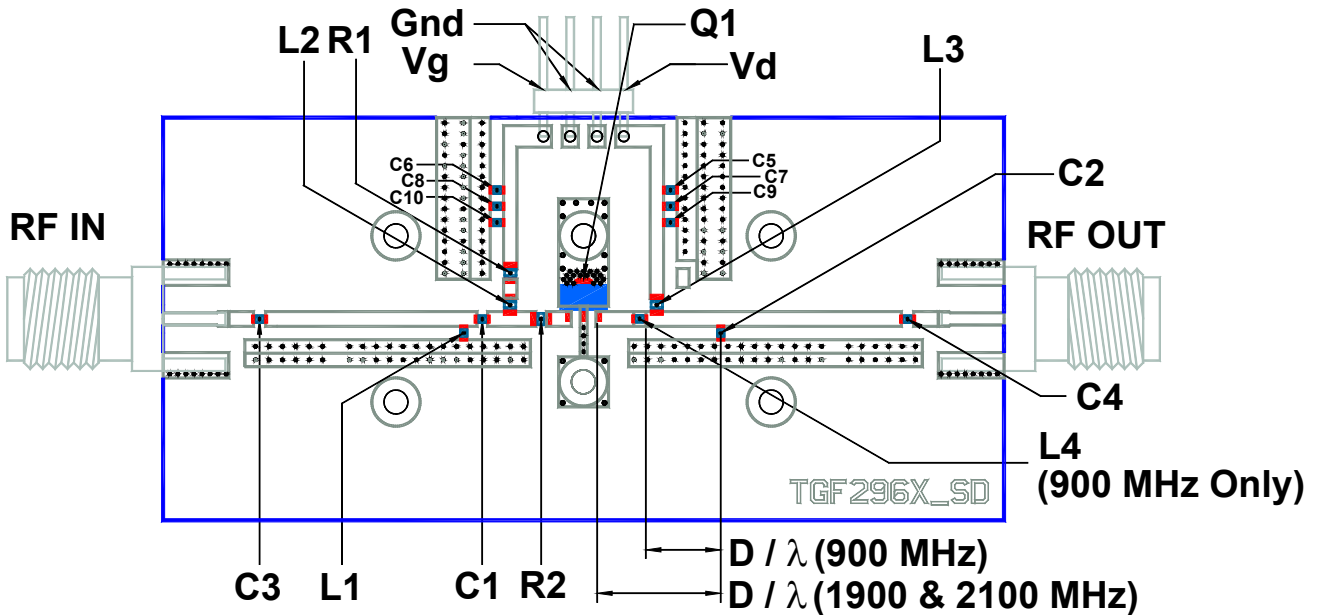 Gnd
Q1
L2
R1
Vg
Vd
L3
C6
C8
C10
C5
C7
C9
C2
RF IN
RF OUT
C4
L4
(900 MHz Only)
TGF296X_SD
D / λ (900 MHz)
C3
L1
C1
R2
D / λ (1900 & 2100 MHz)